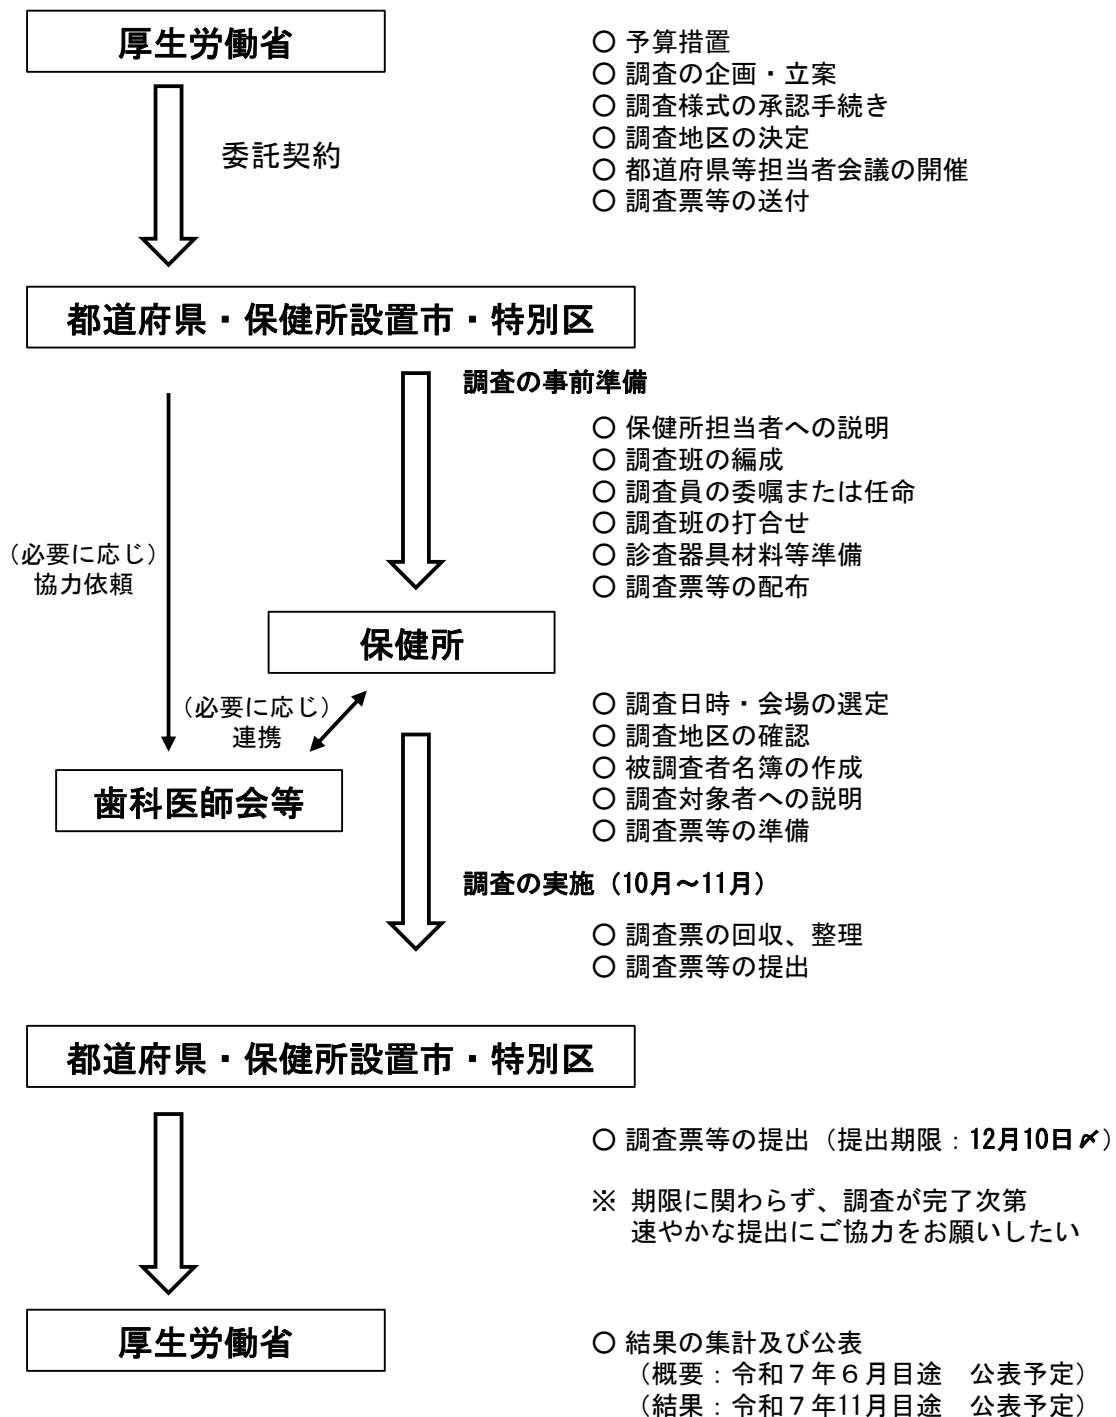 厚生労働省
○ 予算措置
○ 調査の企画・立案
○ 調査様式の承認手続き
○ 調査地区の決定
○ 都道府県等担当者会議の開催
○ 調査票等の送付
委託契約
都道府県・保健所設置市・特別区
調査の事前準備
○ 保健所担当者への説明
○ 調査班の編成
○ 調査員の委嘱または任命
○ 調査班の打合せ
○ 診査器具材料等準備
○ 調査票等の配布
（必要に応じ）
協力依頼
保健所
（必要に応じ）
連携
○ 調査日時・会場の選定
○ 調査地区の確認
○ 被調査者名簿の作成
○ 調査対象者への説明
○ 調査票等の準備
歯科医師会等
調査の実施（10月～11月）
○ 調査票の回収、整理
○ 調査票等の提出
都道府県・保健所設置市・特別区
○ 調査票等の提出（提出期限：12月10日〆）
※ 期限に関わらず、調査が完了次第
速やかな提出にご協力をお願いしたい
厚生労働省
○ 結果の集計及び公表
（概要：令和７年６月目途　公表予定）
（結果：令和７年11月目途　公表予定）